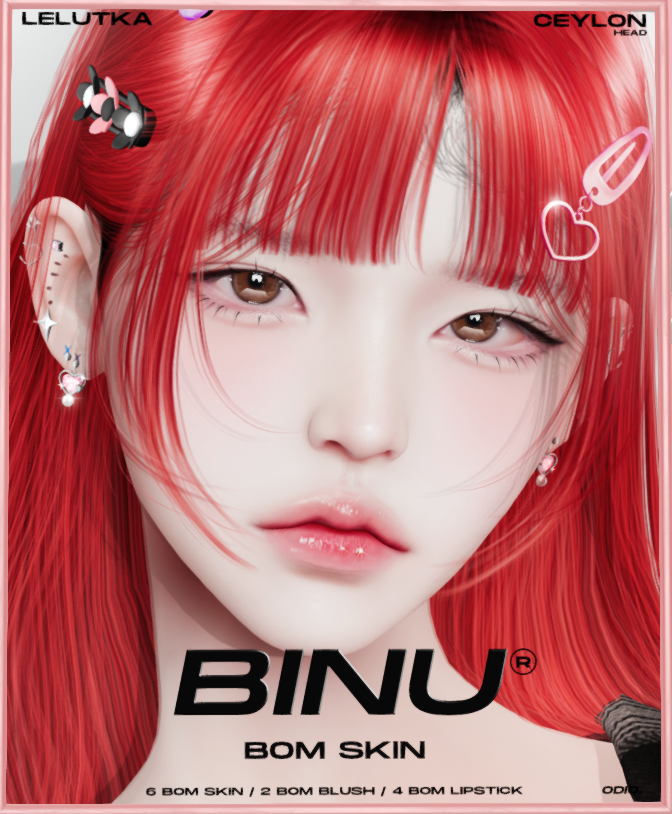 LELUTKA
CEYLON
HEAD
BINU®
BOM SKIN
6 BOM SKIN / 2 BOM BLUSH / 4 BOM LIPSTICK